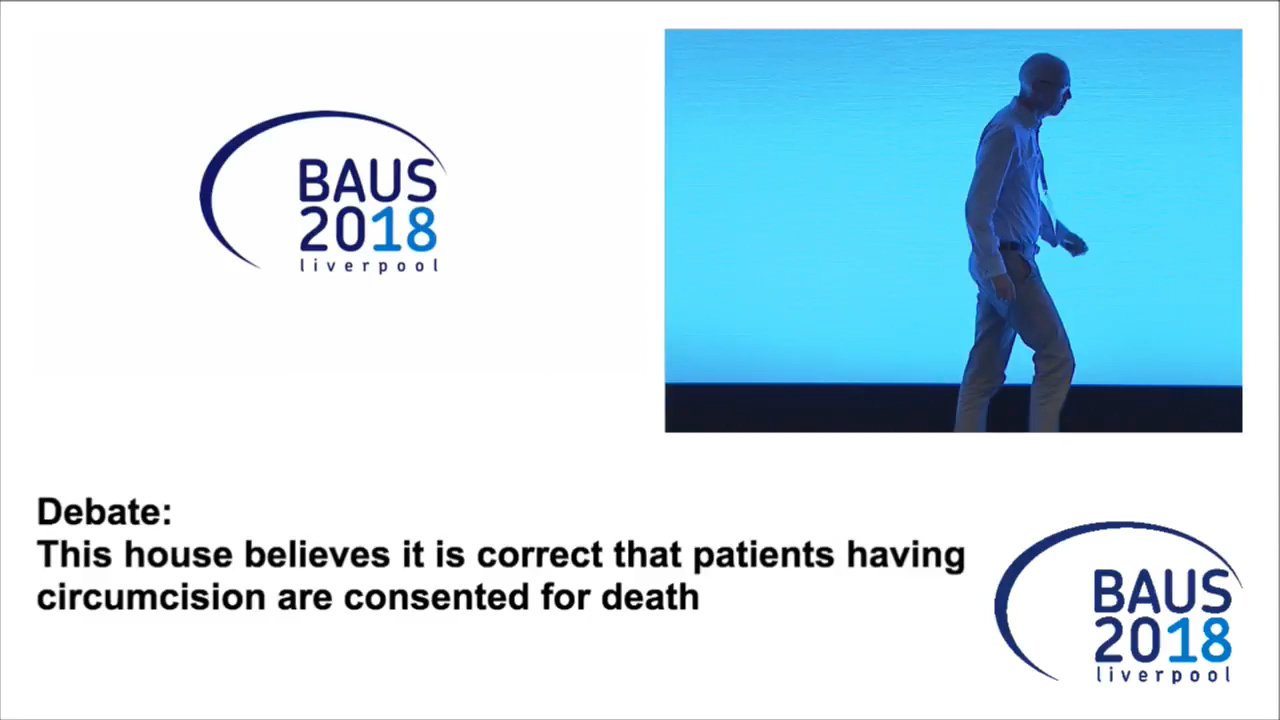 BAUS
2018
liverpool
Debate:
This house believes it is correct that patients having
circumcision are consented for death
BAUS
2018
liverpool